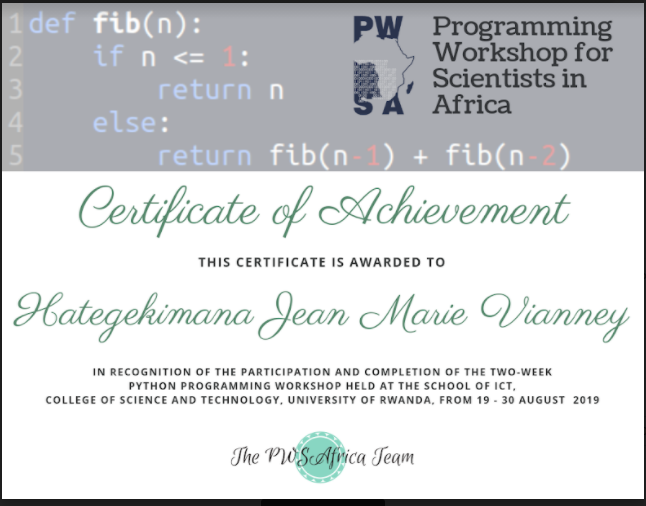 1 def fib(n):
2 if n <= 1:
3 return n
4 else:
5 return fib(n-1) + fib(n-2)
PW
SA
Programming
Workshop for
Scientists in
Africa
Certificate of Achievement
THIS CERTIFICATE IS AWARDED TO
Hategekimana Jean Marie Vianney
IN RECOGNITION OF THE PARTICIPATION AND COMPLETION OF THE TWO-WEEK
PYTHON PROGRAMMING WORKSHOP HELD AT THE SCHOOL OF ICT,
COLLEGE OF SCIENCE AND TECHNOLOGY, UNIVERSITY OF RWANDA, FROM 19 - 30 AUGUST 2019
The PWSAfrica Team